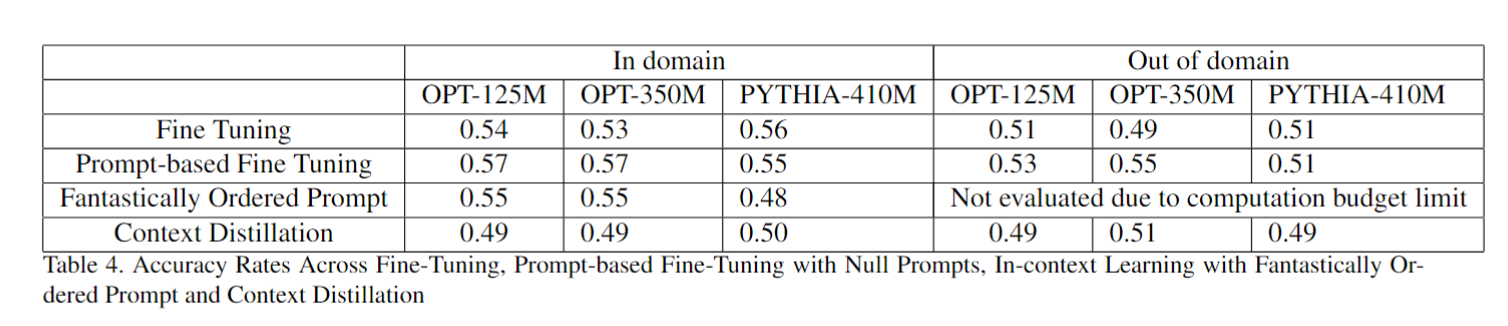 In domain Out of domain
OPT-125M OPT-350M PYTHIA-410M OPT-125M OPT-350M PYTHIA-410M
Fine Tuning 0.54 0.53 0.56 0.51 0.49 0.51
Prompt-based Fine Tuning 0.57 0.57 0.55 0.53 0.55 0.51
Fantastically Ordered Prompt 0.55 0.55 0.48 Not evaluated due to computation budget limit
Context Distillation 0.49 0.49 0.50 0.49 0.51 0.49
Table 4. Accuracy Rates Across Fine-Tuning, Prompt-based Fine-Tuning with Null Prompts, In-context Learning with Fantastically Or-
dered Prompt and Context Distillation